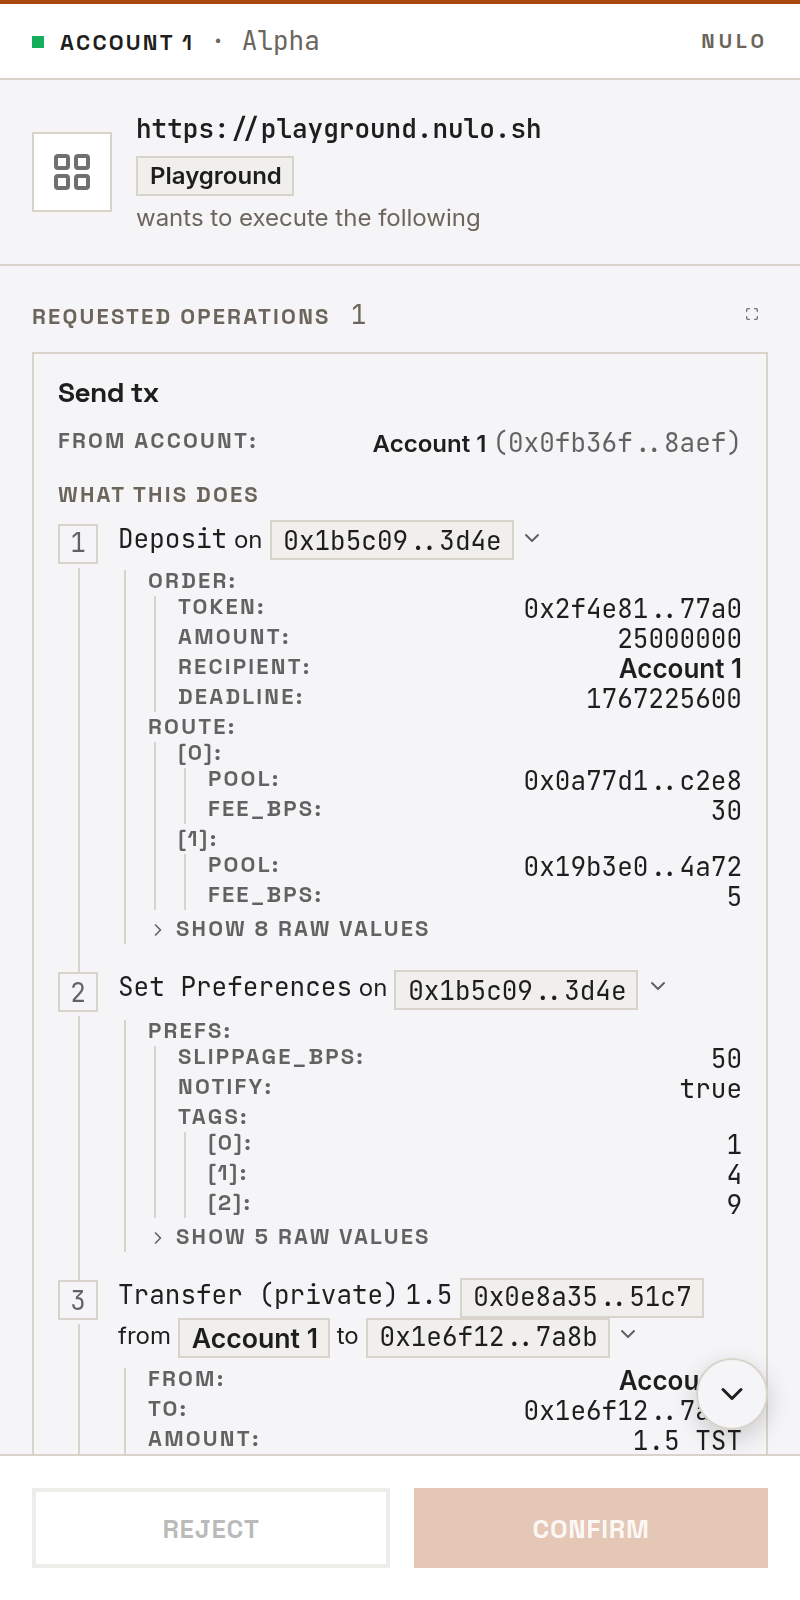 ACCOUNT 1 · Alpha NULO
https://playground.nulo.sh
Playground
wants to execute the following
REQUESTED OPERATIONS 1
Send tx
FROM ACCOUNT: Account 1 (0x0fb36f..8aef)
WHAT THIS DOES
1 Deposit on 0x1b5c09..3d4e
ORDER:
TOKEN: 0x2f4e81..77a0
AMOUNT: 25000000
RECIPIENT: Account 1
DEADLINE: 1767225600
ROUTE:
[0]:
POOL: 0x0a77d1..c2e8
FEE_BPS: 30
[1]:
POOL: 0x19b3e0..4a72
FEE_BPS: 5
SHOW 8 RAW VALUES
2 Set Preferences on 0x1b5c09..3d4e
PREFS:
SLIPPAGE_BPS: 50
NOTIFY: true
TAGS:
[0]: 1
[1]: 4
[2]: 9
SHOW 5 RAW VALUES
3 Transfer (private) 1.5 0x0e8a35..51c7
from Account 1 to 0x1e6f12..7a8b
FROM:
TO:
AMOUNT: 1.5 TST
REJECT CONFIRM